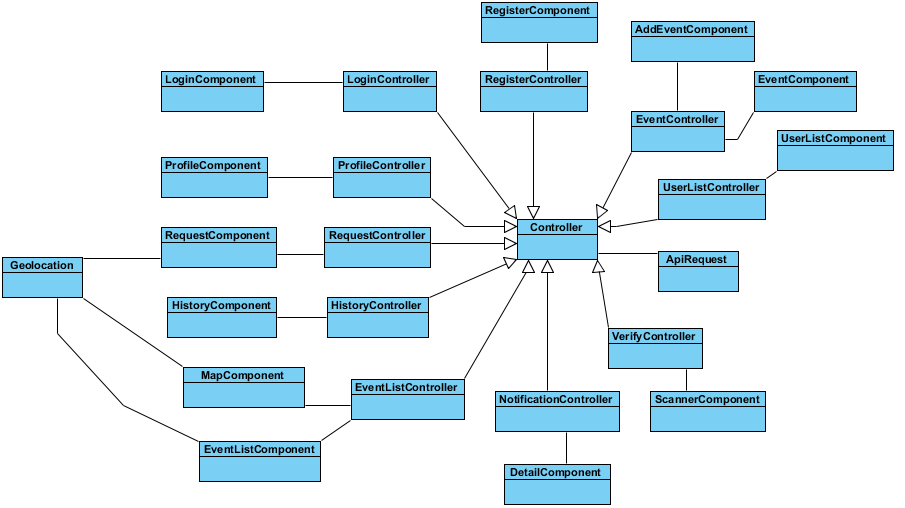 RegisterComponent
AddEventComponent
LoginComponent
LoginController
RegisterController
EventComponent
EventController
UserListComponent
ProfileComponent
ProfileController
UserListController
Controller
RequestComponent
RequestController
Geolocation
ApiRequest
HistoryComponent
HistoryController
VerifyController
MapComponent
EventListController
NotificationController
ScannerComponent
EventListComponent
DetailComponent